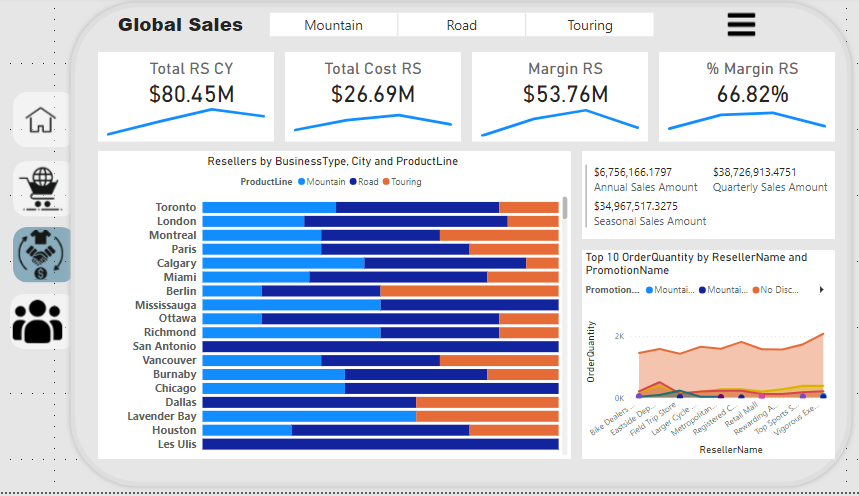 Global Sales
Mountain
Road
Touring
Total RS CY
$80.45M
Total Cost RS
$26.69M
Margin RS
$53.76M
% Margin RS
66.82%
Resellers by BusinessType, City and ProductLine
ProductLine Mountain Road Touring
Toronto
London
Montreal
Paris
Calgary
Miami
Berlin
Mississauga
Ottawa
Richmond
San Antonio
Vancouver
Burnaby
Chicago
Dallas
Lavender Bay
Houston
Les Ulis
$6,756,166.1797
Annual Sales Amount
$38,726,913.4751
Quarterly Sales Amount
$34,967,517.3275
Seasonal Sales Amount
Top 10 OrderQuantity by ResellerName and
PromotionName
Promotion... Mountai... Mountai... No Disc...
OrderQuantity
2K
0K
Bike Dealers ...
Eastside Dep...
Field Trip Store
Larger Cycle ...
Metropolitan...
Registered C...
Retail Mall
Rewarding A...
Top Sports S...
Vigorous Exe...
ResellerName